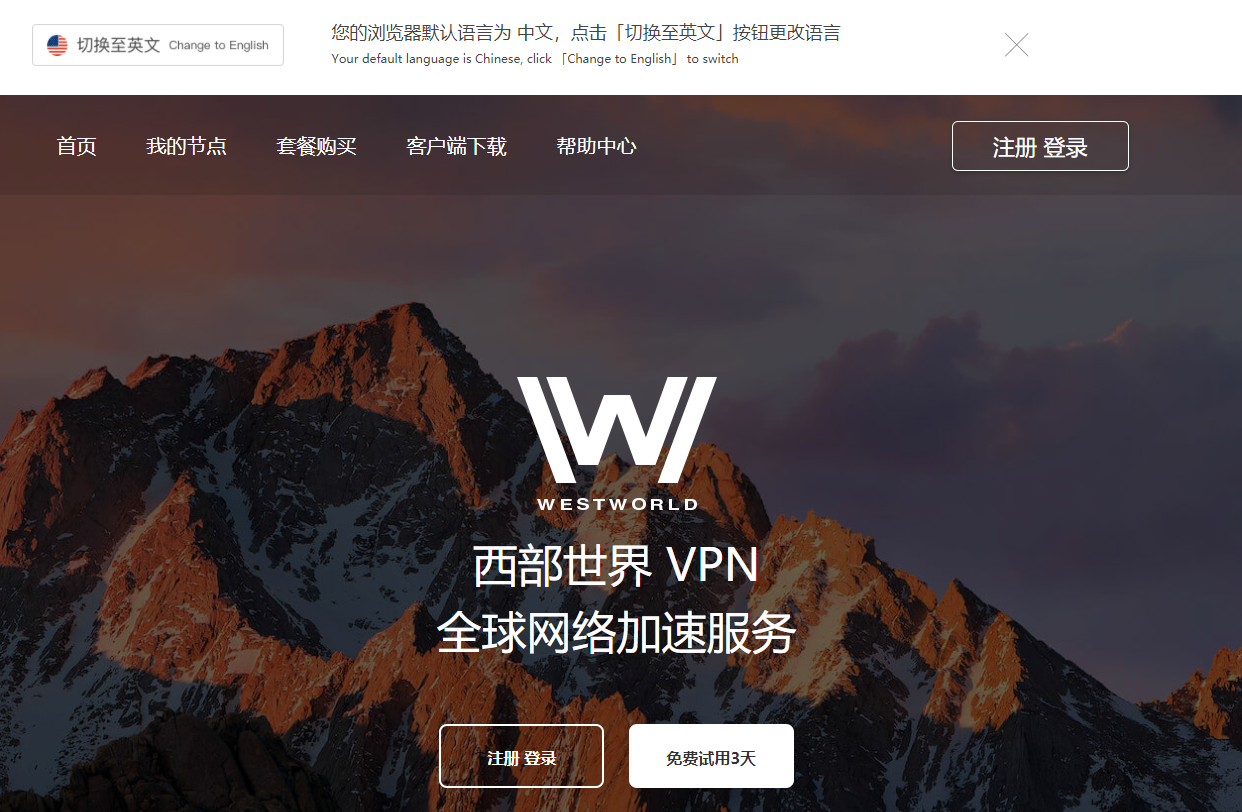 切换至英文 Change to English
您的浏览器默认语言为 中文，点击「切换至英文」按钮更改语言
Your default language is Chinese, click 「Change to English」 to switch
首页 我的节点 套餐购买 客户端下载 帮助中心 注册 登录
WESTWORLD
西部世界 VPN
全球网络加速服务
注册 登录 免费试用3天